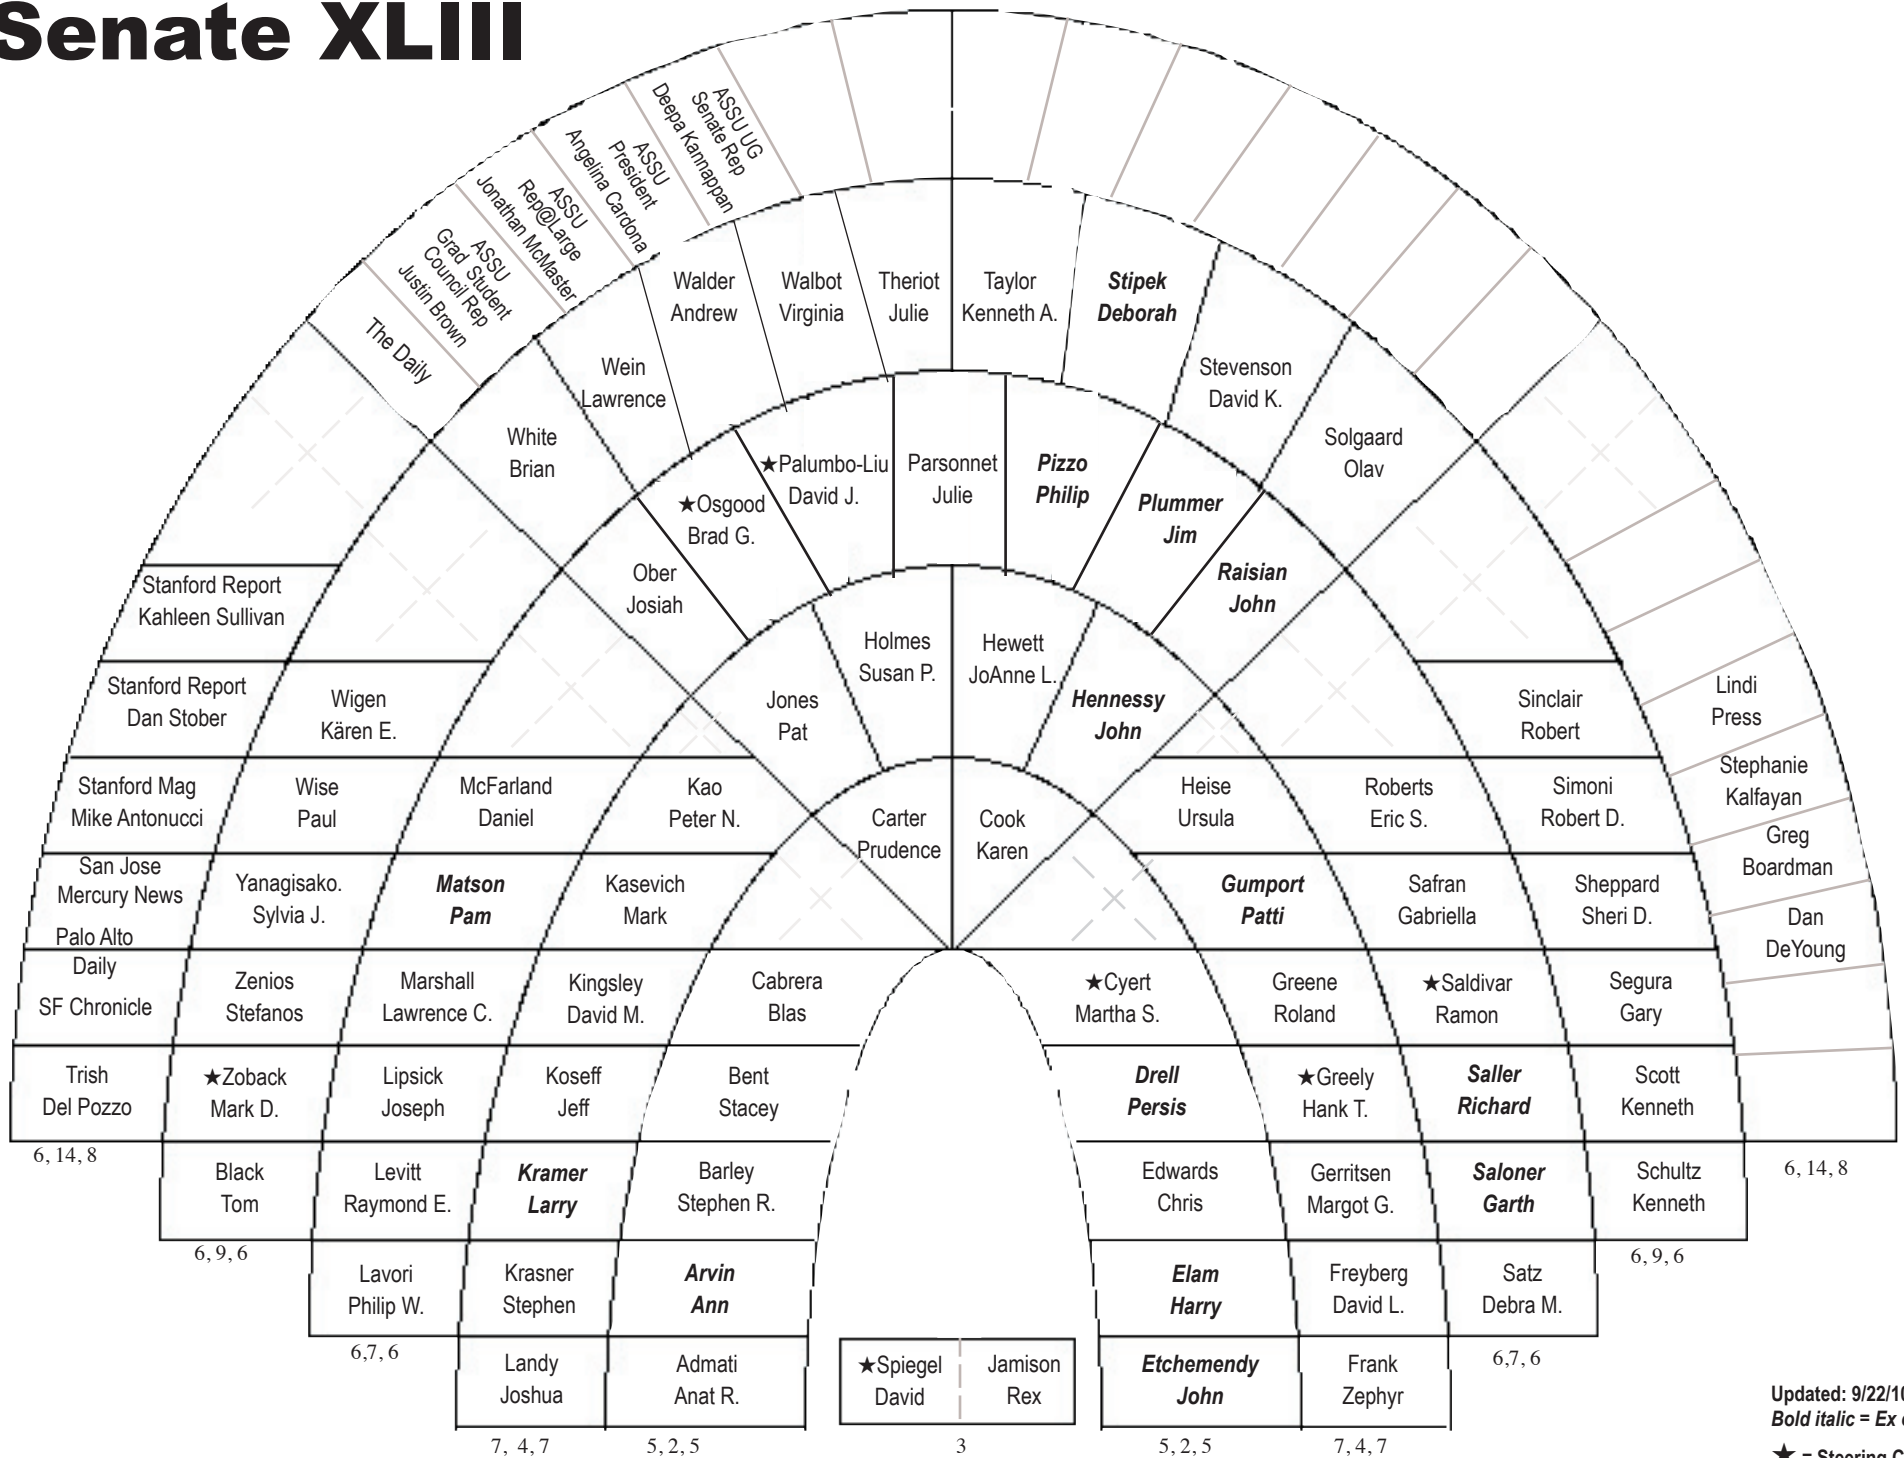 Senate XLIII
ASSU UG
Senate Rep
Deepa Kannappan
ASSU
President
Angelina Cardona
ASSU
Rep@Large
Jonathan McMaster
ASSU
Grad Student
Council Rep
Justin Brown
The Daily
Walder
Andrew
Walbot
Virginia
Theriot
Julie
Taylor
Kenneth A.
Stipek
Deborah
Wein
Lawrence
Stevenson
David K.
White
Brian
Solgaard
Olav
★Osgood
Brad G.
★Palumbo-Liu
David J.
Parsonnet
Julie
Pizzo
Philip
Plummer
Jim
Ober
Josiah
Raisian
John
Stanford Report
Kahleen Sullivan
Holmes
Susan P.
Hewett
JoAnne L.
Jones
Pat
Hennessy
John
Stanford Report
Dan Stober
Wigen
Kären E.
Sinclair
Robert
Lindi
Press
Stanford Mag
Mike Antonucci
Wise
Paul
McFarland
Daniel
Kao
Peter N.
Carter
Prudence
Cook
Karen
Heise
Ursula
Roberts
Eric S.
Simoni
Robert D.
Stephanie
Kalfayan
Greg
Boardman
San Jose
Mercury News
Palo Alto
Daily
SF Chronicle
Yanagisako.
Sylvia J.
Matson
Pam
Kasevich
Mark
Gumport
Patti
Safran
Gabriella
Sheppard
Sheri D.
Dan
DeYoung
Zenios
Stefanos
Marshall
Lawrence C.
Kingsley
David M.
Cabrera
Blas
★Cyert
Martha S.
Greene
Roland
★Saldivar
Ramon
Segura
Gary
Trish
Del Pozzo
★Zoback
Mark D.
Lipsick
Joseph
Koseff
Jeff
Bent
Stacey
Drell
Persis
★Greely
Hank T.
Saller
Richard
Scott
Kenneth
6, 14, 8
Black
Tom
Levitt
Raymond E.
Kramer
Larry
Barley
Stephen R.
Edwards
Chris
Gerritsen
Margot G.
Saloner
Garth
Schultz
Kenneth
6, 14, 8
6, 9, 6
Lavori
Philip W.
Krasner
Stephen
Arvin
Ann
Elam
Harry
Freyberg
David L.
Satz
Debra M.
6, 9, 6
6,7, 6
Landy
Joshua
Admati
Anat R.
★Spiegel
David
Jamison
Rex
Etchemendy
John
Frank
Zephyr
6,7, 6
7, 4, 7
5, 2, 5
3
5, 2, 5
7, 4, 7
Updated: 9/22/10
Bold italic = Ex
★ = Steering